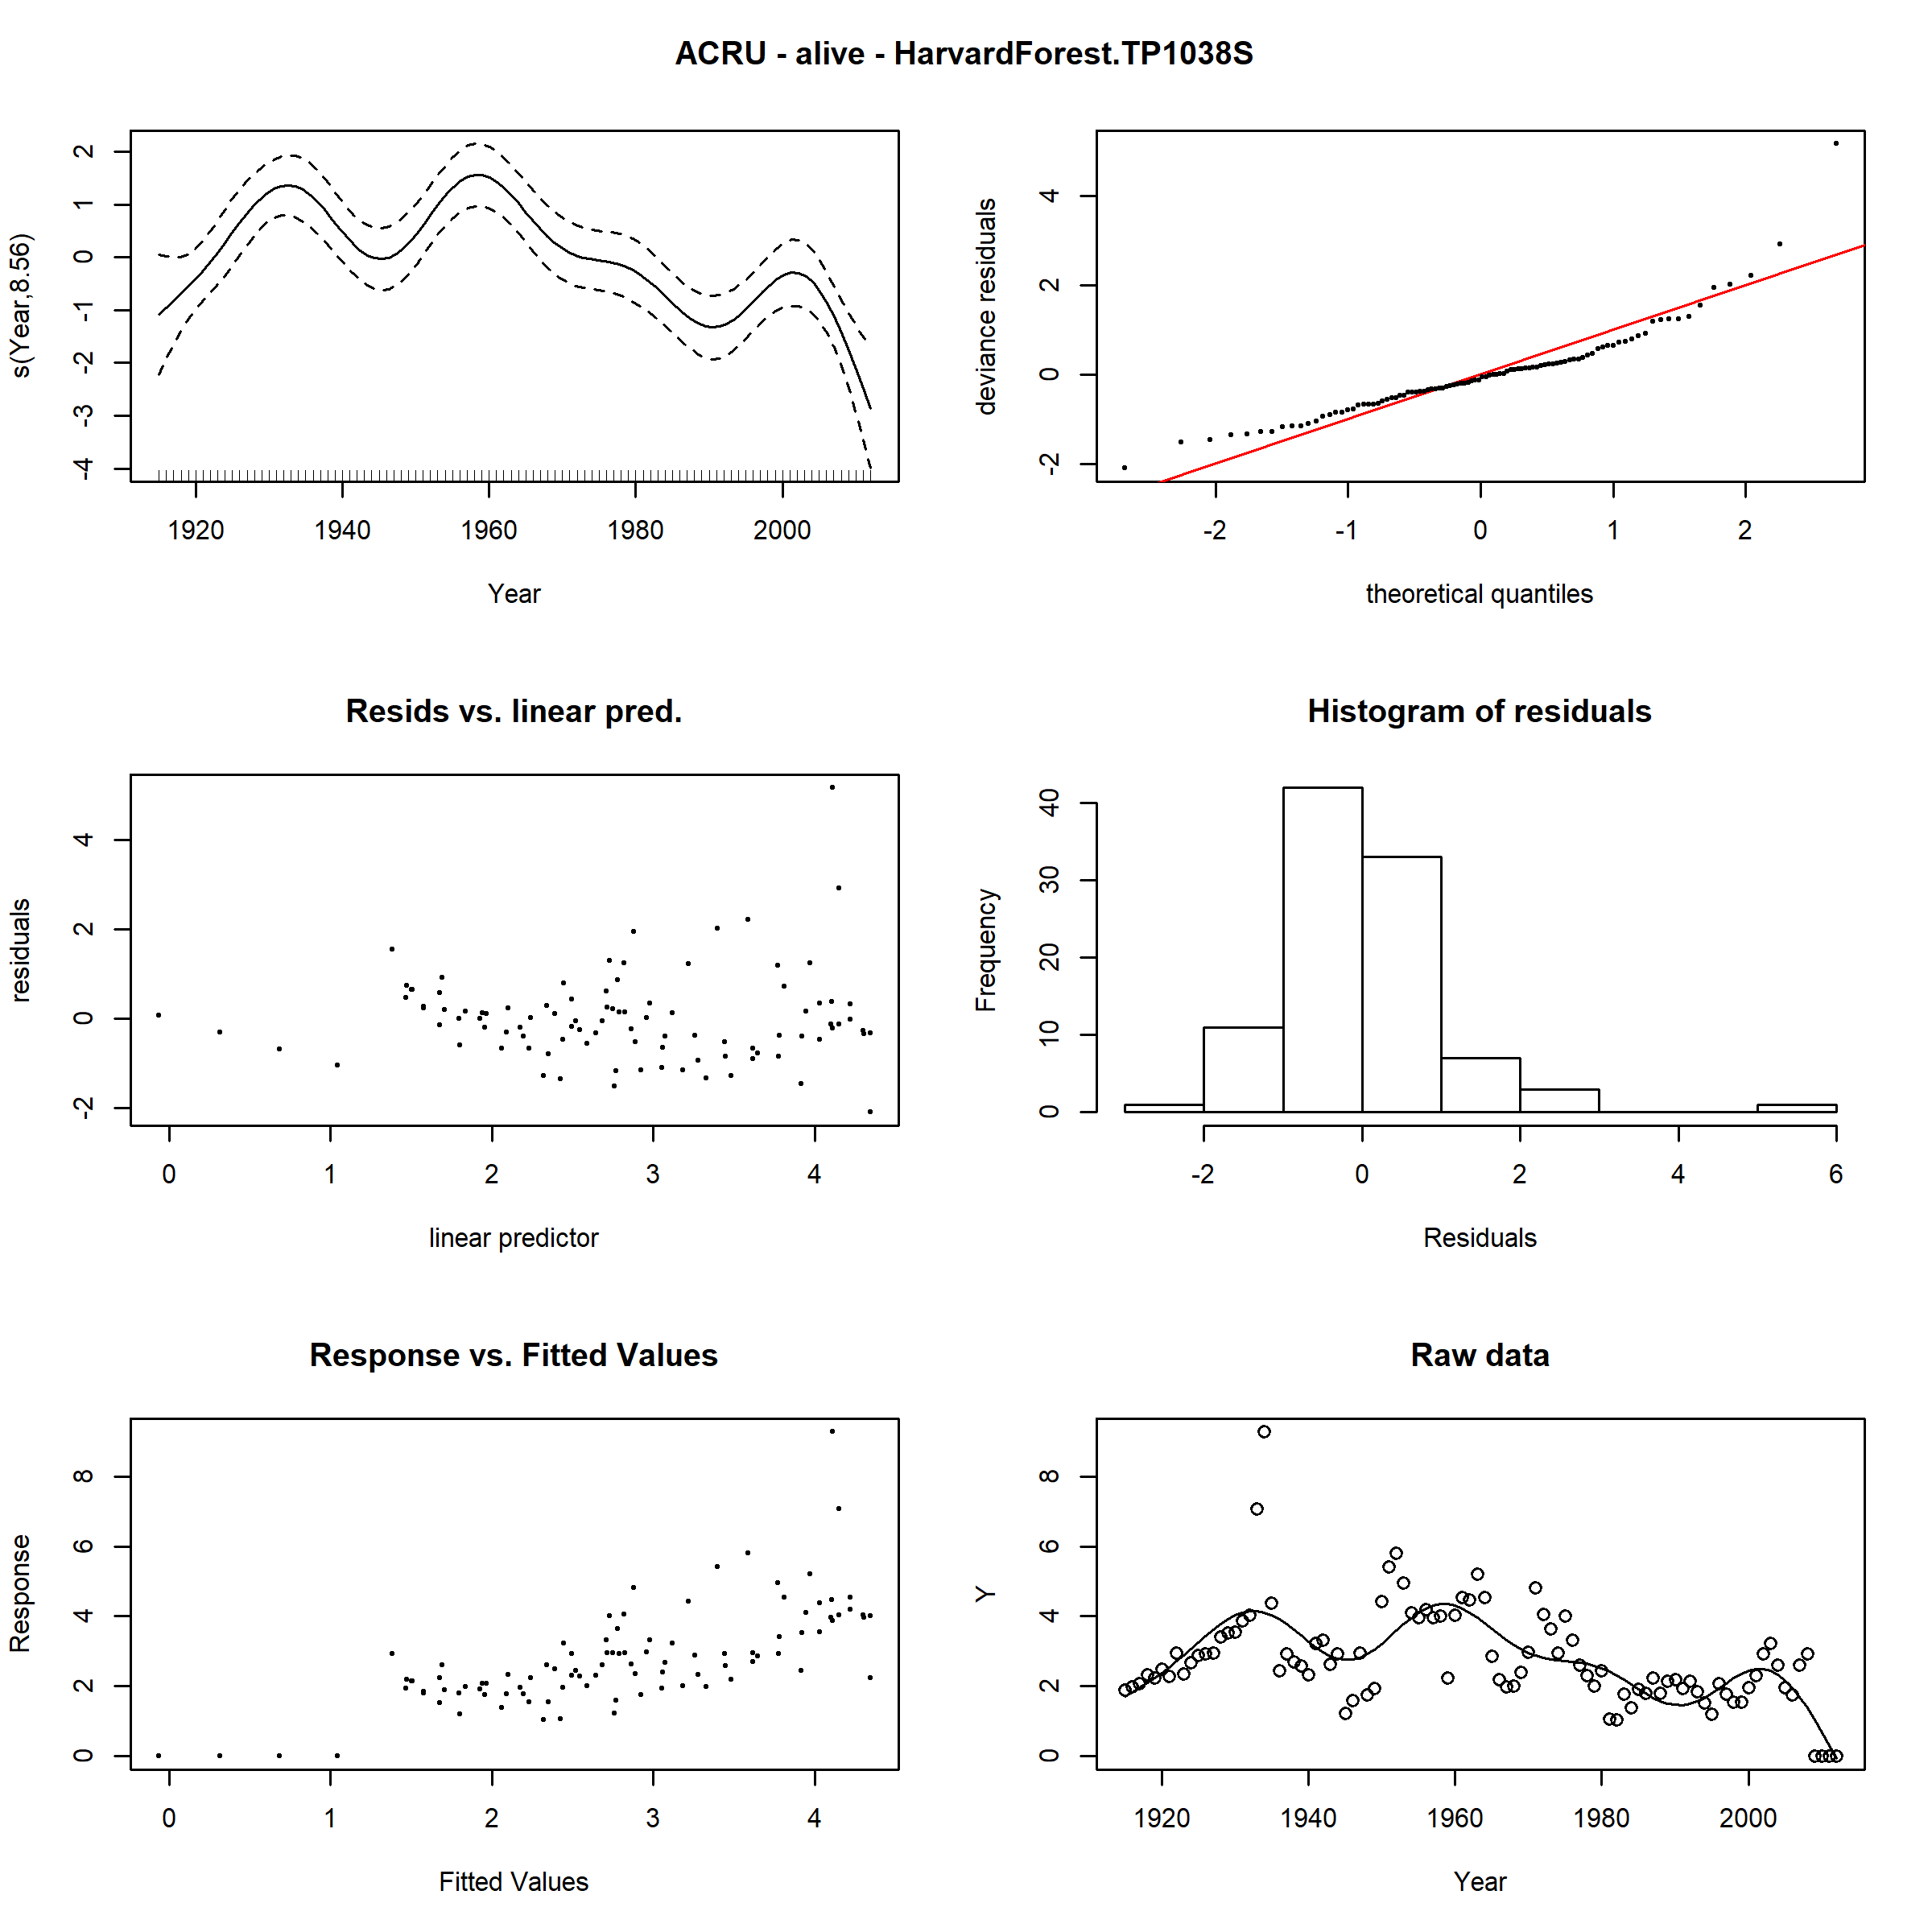 ACRU - alive - HarvardForest.TP1038S
s(Year,8.56)
2
1
0
-1
-2
-3
-4
1920 1940 1960 1980 2000
Year
deviance residuals
4
2
0
-2
-2 -1 0 1 2
theoretical quantiles
Resids vs. linear pred.
residuals
4
2
0
-2
0 1 2 3 4
linear predictor
Histogram of residuals
Frequency
40
30
20
10
0
-2 0 2 4 6
Residuals
Response vs. Fitted Values
Response
8
6
4
2
0
0 1 2 3 4
Fitted Values
Raw data
Y
8
6
4
2
0
1920 1940 1960 1980 2000
Year